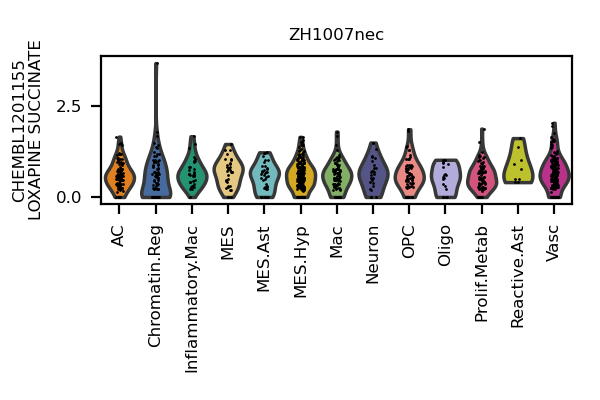 ZH1007nec
CHEMBL1201155
LOXAPINE SUCCINATE
2.5
0.0
AC
Chromatin.Reg
Inflammatory.Mac
MES
MES.Ast
MES.Hyp
Mac
Neuron
OPC
Oligo
Prolif.Metab
Reactive.Ast
Vasc